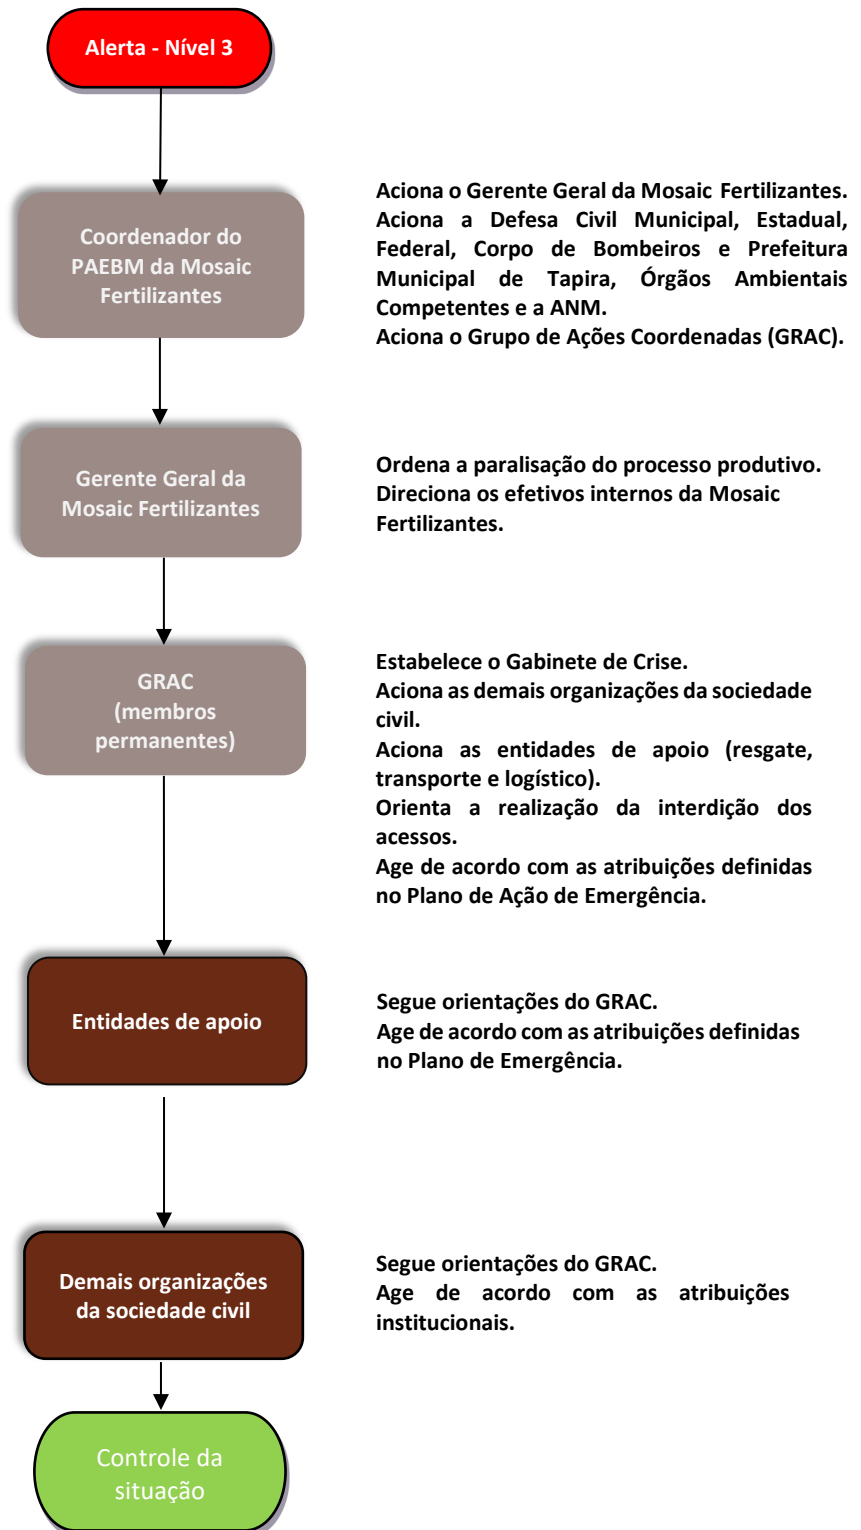 Alerta - Nível 3
Coordenador do
PAEBM da Mosaic
Fertilizantes
Aciona o Gerente Geral da Mosaic Fertilizantes.
Aciona a Defesa Civil Municipal, Estadual,
Federal, Corpo de Bombeiros e Prefeitura
Municipal de Tapira, Órgãos Ambientais
Competentes e a ANM.
Aciona o Grupo de Ações Coordenadas (GRAC).
Gerente Geral da
Mosaic Fertilizantes
Ordena a paralisação do processo produtivo.
Direciona os efetivos internos da Mosaic
Fertilizantes.
GRAC
(membros
permanentes)
Estabelece o Gabinete de Crise.
Aciona as demais organizações da sociedade
civil.
Aciona as entidades de apoio (resgate,
transporte e logístico).
Orienta a realização da interdição dos
acessos.
Age de acordo com as atribuições definidas
no Plano de Ação de Emergência.
Entidades de apoio
Segue orientações do GRAC.
Age de acordo com as atribuições definidas
no Plano de Emergência.
Demais organizações
da sociedade civil
Segue orientações do GRAC.
Age de acordo com as atribuições
institucionais.
Controle da
situação